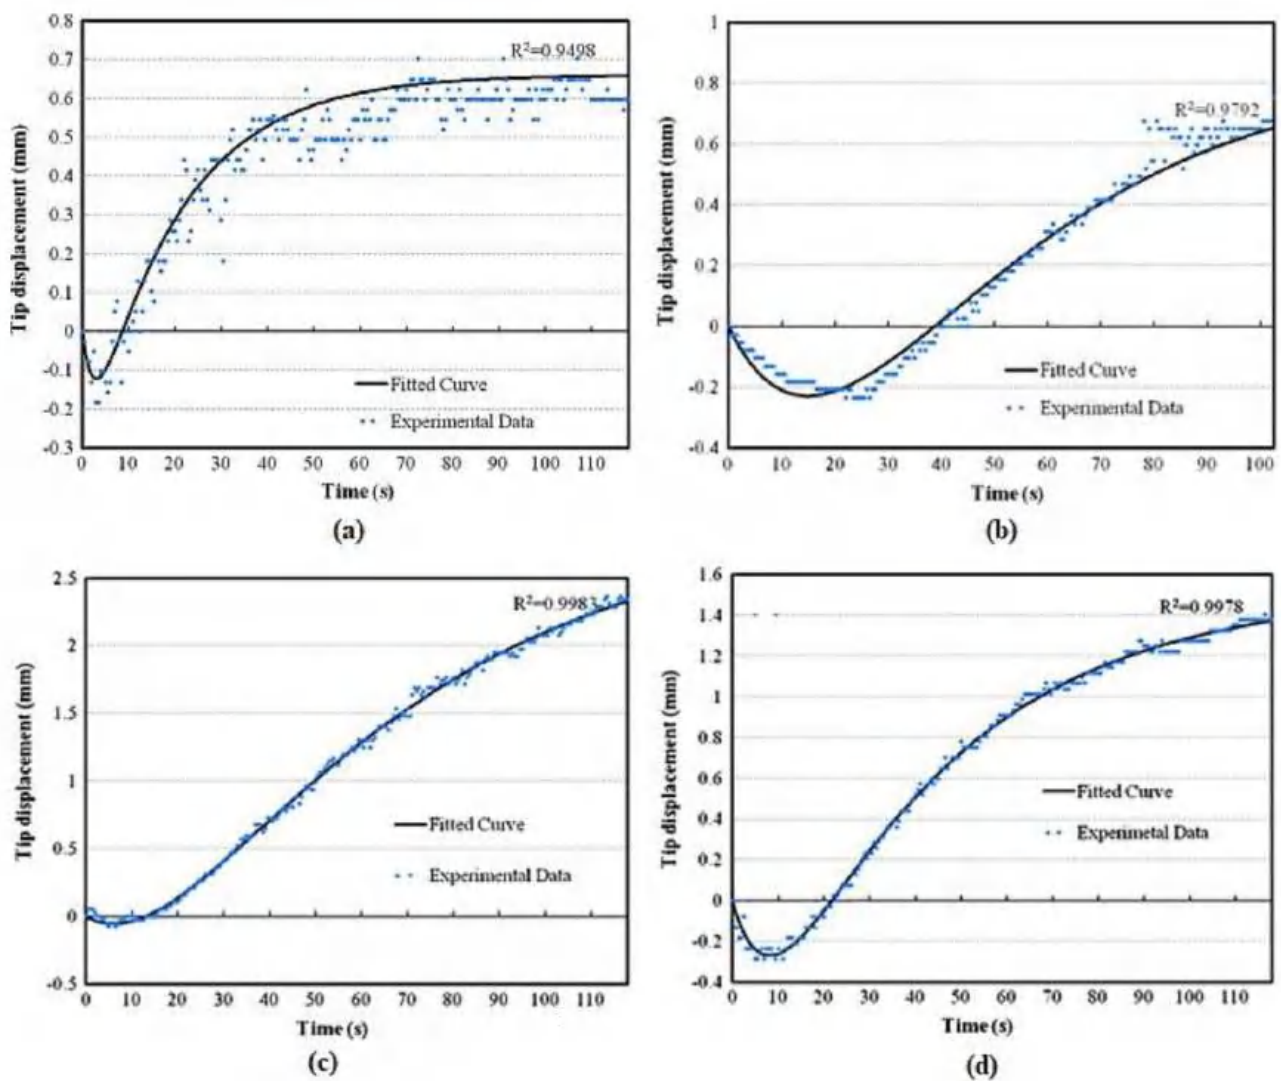 0.8
0.7
0.6
0.5
0.4
0.3
0.2
0.1
0
-0.1
-0.2
-0.3
Tip displacement (mm)
R²=0.9498
Fitted Curve
Experimental Data
0 10 20 30 40 50 60 70 80 90 100 110
Time (s)
(a)
1
0.8
0.6
0.4
0.2
0
-0.2
-0.4
Tip displacement (mm)
R²=0.9792
Fitted Curve
Experimental Data
0 10 20 30 40 50 60 70 80 90 100
Time (s)
(b)
2.5
2
1.5
1
0.5
0
-0.5
Tip displacement (mm)
R²=0.9983
Fitted Curve
Experimental Data
0 10 20 30 40 50 60 70 80 90 100 110
Time (s)
(c)
1.6
1.4
1.2
1
0.8
0.6
0.4
0.2
0
-0.2
-0.4
Tip displacement (mm)
R²=0.9978
Fitted Curve
Experimetal Data
0 10 20 30 40 50 60 70 80 90 100 110
Time (s)
(d)